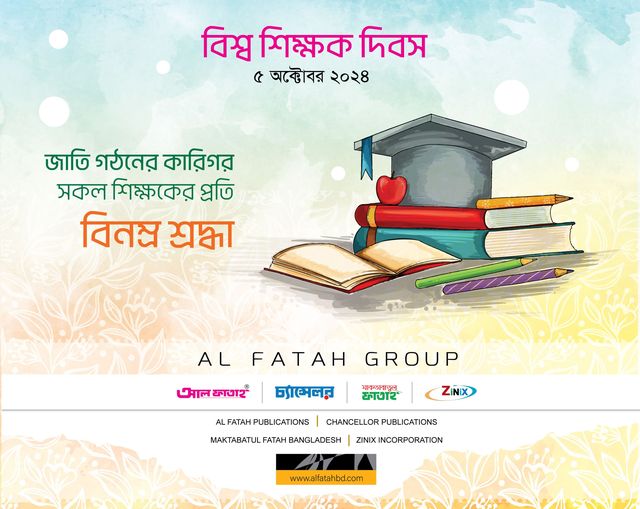 বিশ্ব শিক্ষক দিবস
৫ অক্টোবর ২০২৪
জাতি গঠনের কারিগর
সকল শিক্ষকের প্রতি
বিনম্র শ্রদ্ধা
AL FATAH GROUP
আল ফাতাহ® চ্যান্সেলর মাকতাবাতুল ফাতাহ ZiNiX
AL FATAH PUBLICATIONS | CHANCELLOR PUBLICATIONS
MAKTABATUL FATAH BANGLADESH | ZINIX INCORPORATION
www.alfatahbd.com